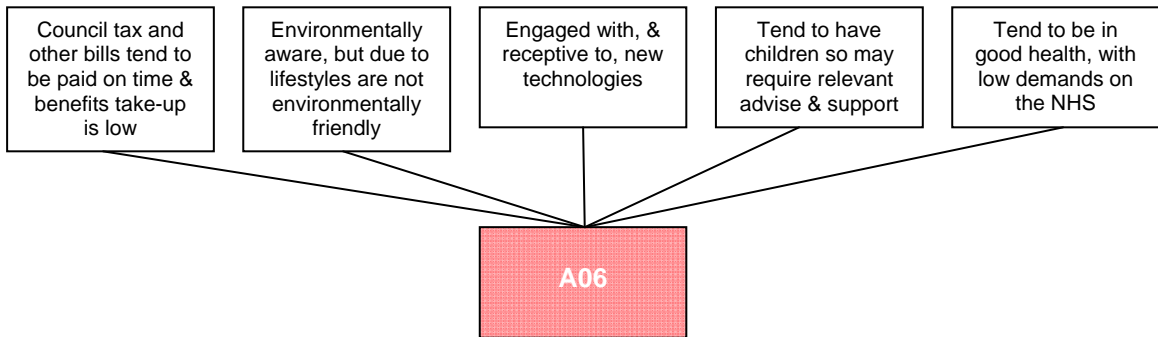 Council tax and
other bills tend to
be paid on time &
benefits take-up
is low
Environmentally
aware, but due to
lifestyles are not
environmentally
friendly
Engaged with, &
receptive to, new
technologies
Tend to have
children so may
require relevant
advise & support
Tend to be in
good health, with
low demands on
the NHS
A06